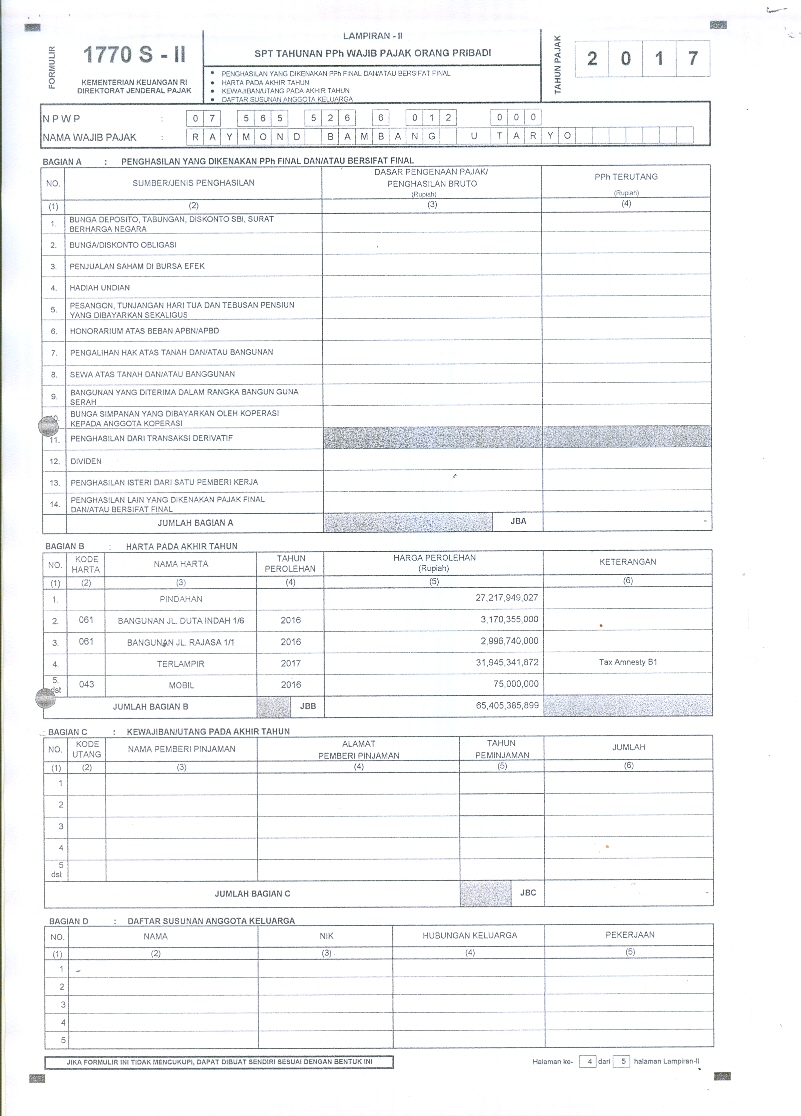 FORMULIR
1770 S - II
KEMENTERIAN KEUANGAN RI
DIREKTORAT JENDERAL PAJAK
LAMPIRAN - II
SPT TAHUNAN PPh WAJIB PAJAK ORANG PRIBADI
• PENGHASILAN YANG DIKENAKAN PPh FINAL DAN/ATAU BERSIFAT FINAL
• HARTA PADA AKHIR TAHUN
• KEWAJIBAN/UTANG PADA AKHIR TAHUN
• DAFTAR SUSUNAN ANGGOTA KELUARGA
TAHUN PAJAK
2 0 1 7
N P W P : 0 7 5 6 5 5 2 6 6 0 1 2 0 0 0
NAMA WAJIB PAJAK : R A Y M O N D B A M B A N G U T A R Y O
BAGIAN A : PENGHASILAN YANG DIKENAKAN PPh FINAL DAN/ATAU BERSIFAT FINAL
NO. SUMBER/JENIS PENGHASILAN DASAR PENGENAAN PAJAK/ PENGHASILAN BRUTO (Rupiah) PPh TERUTANG (Rupiah)
(1) (2) (3) (4)
1. BUNGA DEPOSITO, TABUNGAN, DISKONTO SBI, SURAT
BERHARGA NEGARA
2. BUNGA/DISKONTO OBLIGASI
3. PENJUALAN SAHAM DI BURSA EFEK
4. HADIAH UNDIAN
5. PESANGON, TUNJANGAN HARI TUA DAN TEBUSAN PENSIUN
YANG DIBAYARKAN SEKALIGUS
6. HONORARIUM ATAS BEBAN APBN/APBD
7. PENGALIHAN HAK ATAS TANAH DAN/ATAU BANGUNAN
8. SEWA ATAS TANAH DAN/ATAU BANGGUNAN
9. BANGUNAN YANG DITERIMA DALAM RANGKA BANGUN GUNA
SERAH
BUNGA SIMPANAN YANG DIBAYARKAN OLEH KOPERASI
KEPADA ANGGOTA KOPERASI
11. PENGHASILAN DARI TRANSAKSI DERIVATIF
12. DIVIDEN
13. PENGHASILAN ISTERI DARI SATU PEMBERI KERJA
14. PENGHASILAN LAIN YANG DIKENAKAN PAJAK FINAL
DAN/ATAU BERSIFAT FINAL
JUMLAH BAGIAN A JBA -
BAGIAN B : HARTA PADA AKHIR TAHUN
NO. KODE HARTA NAMA HARTA TAHUN PEROLEHAN HARGA PEROLEHAN (Rupiah) KETERANGAN
(1) (2) (3) (4) (5) (6)
1. PINDAHAN 27,217,949,027
2. 061 BANGUNAN JL. DUTA INDAH 1/6 2016 3,170,355,000
3. 061 BANGUNAN JL. RAJASA 1/1 2016 2,996,740,000
4. TERLAMPIR 2017 31,945,341,872 Tax Amnesty B1
5. dst 043 MOBIL 2016 75,000,000
JUMLAH BAGIAN B JBB 65,405,385,899
BAGIAN C : KEWAJIBAN/UTANG PADA AKHIR TAHUN
NO. KODE UTANG NAMA PEMBERI PINJAMAN ALAMAT PEMBERI PINJAMAN TAHUN PEMINJAMAN JUMLAH
(1) (2) (3) (4) (5) (6)
1
2
3
4
5
dst
JUMLAH BAGIAN C JBC -
BAGIAN D : DAFTAR SUSUNAN ANGGOTA KELUARGA
NO. NAMA NIK HUBUNGAN KELUARGA PEKERJAAN
(1) (2) (3) (4) (5)
1 -
2
3
4
5
JIKA FORMULIR INI TIDAK MENCUKUPI, DAPAT DIBUAT SENDIRI SESUAI DENGAN BENTUK INI
Halaman ke- 4 dari 5 halaman Lampiran-II